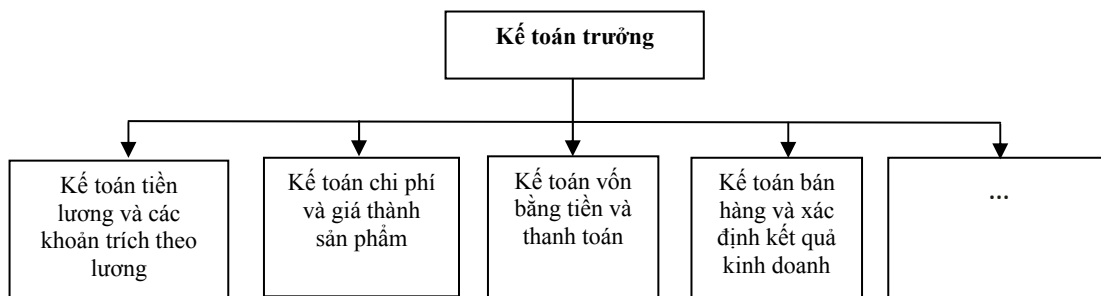 Kế toán trưởng
Kế toán tiền
lương và các
khoản trích theo
lương
Kế toán chi phí
và giá thành
sản phẩm
Kế toán vốn
bằng tiền và
thanh toán
Kế toán bán
hàng và xác
định kết quả
kinh doanh
...